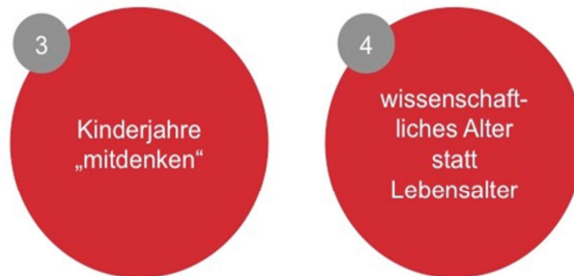 3
Kinderjahre
„mitdenken“
4
wissenschaft-
liches Alter
statt
Lebensalter